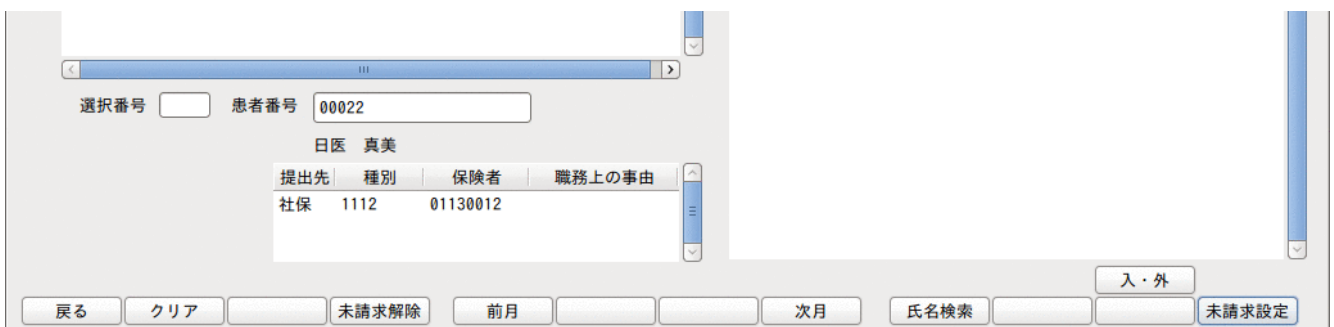 選択番号 患者番号 00022
日医 真美
提出先 種別 保険者 職務上の事由
社保 1112 01130012
入・外
戻る クリア 未請求解除 前月 次月 氏名検索 未請求設定